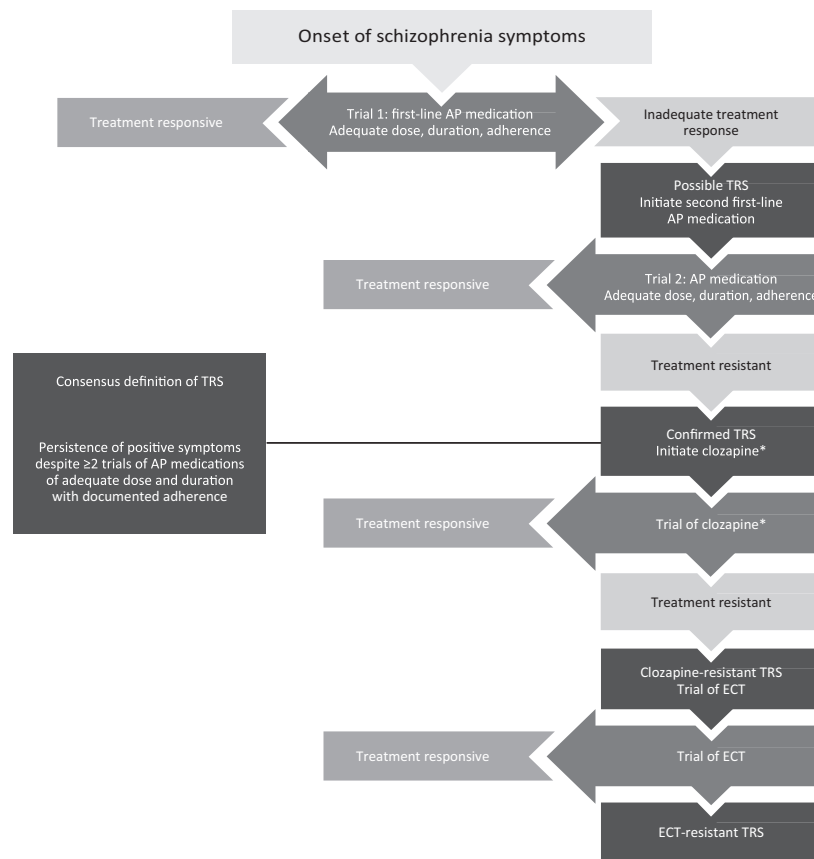 Onset of schizophrenia symptoms
Treatment responsive
Trial 1: first-line AP medication
Adequate dose, duration, adherence
Inadequate treatment
response
Possible TRS
Initiate second first-line
AP medication
Treatment responsive
Trial 2: AP medication
Adequate dose, duration, adherence
Treatment resistant
Consensus definition of TRS
Persistence of positive symptoms
despite ≥2 trials of AP medications
of adequate dose and duration
with documented adherence
Confirmed TRS
Initiate clozapine*
Treatment responsive
Trial of clozapine*
Treatment resistant
Clozapine-resistant TRS
Trial of ECT
Treatment responsive
Trial of ECT
ECT-resistant TRS